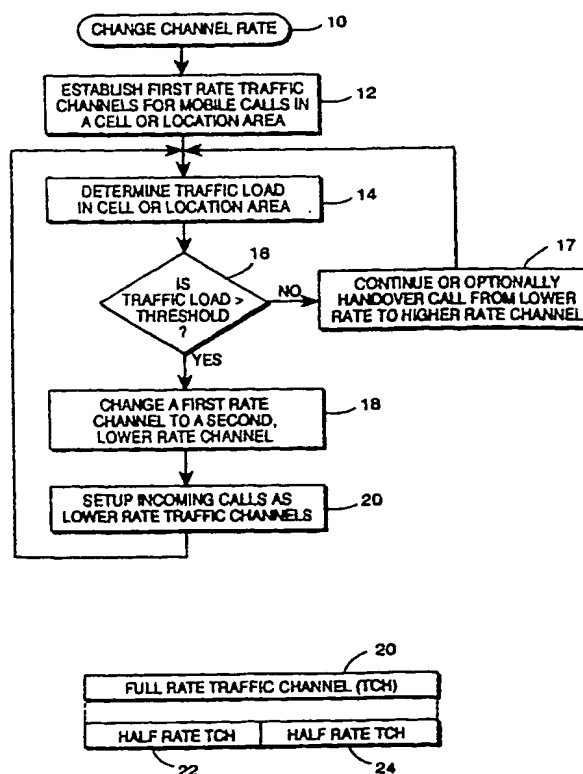 CHANGE CHANNEL RATE
10
ESTABLISH FIRST RATE TRAFFIC
CHANNELS FOR MOBILE CALLS IN
A CELL OR LOCATION AREA
12
DETERMINE TRAFFIC LOAD
IN CELL OR LOCATION AREA
14
16
IS
TRAFFIC LOAD >
THRESHOLD
?
NO
17
CONTINUE OR OPTIONALLY
HANDOVER CALL FROM LOWER
RATE TO HIGHER RATE CHANNEL
YES
CHANGE A FIRST RATE
CHANNEL TO A SECOND,
LOWER RATE CHANNEL
18
SETUP INCOMING CALLS AS
LOWER RATE TRAFFIC CHANNELS
20
20
FULL RATE TRAFFIC CHANNEL (TCH)
HALF RATE TCH
HALF RATE TCH
22
24